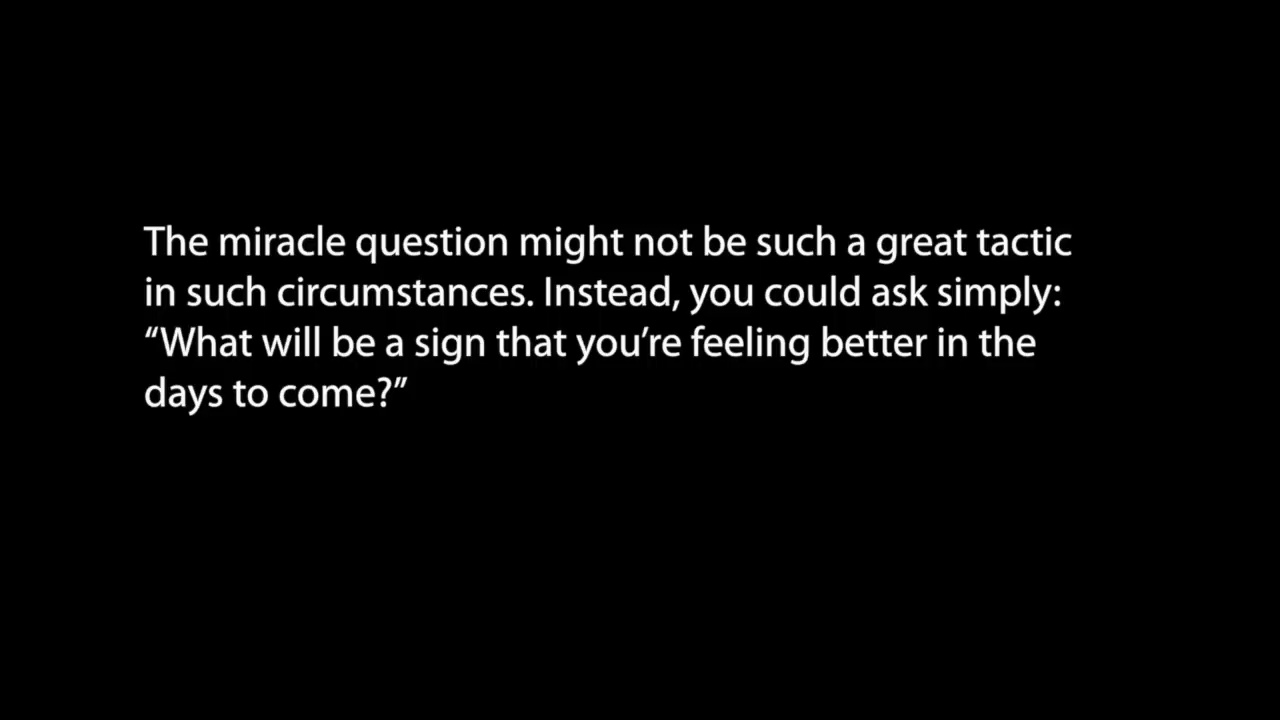 The miracle question might not be such a great tactic
in such circumstances. Instead, you could ask simply:
“What will be a sign that you’re feeling better in the
days to come?”